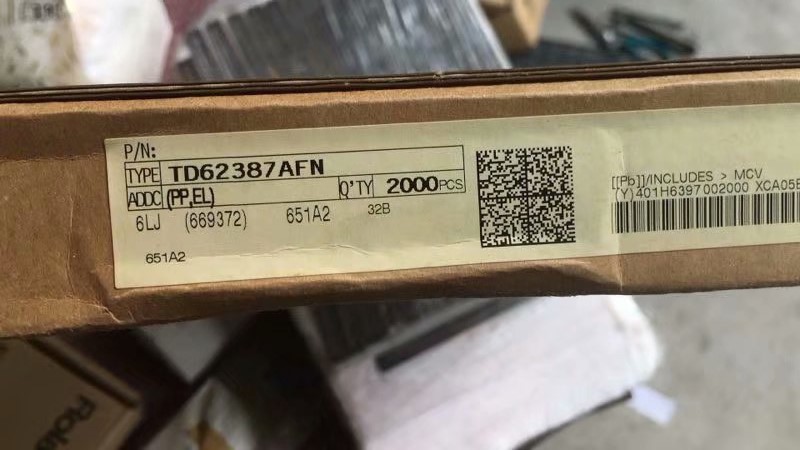 P/N:
TYPE TD62387AFN
ADDC (PP,EL) Q'TY 2000PCS
6LJ (669372) 651A2 32B
651A2
[[Pb]]/INCLUDES > MCV
(Y)401H6397002000 XCA05